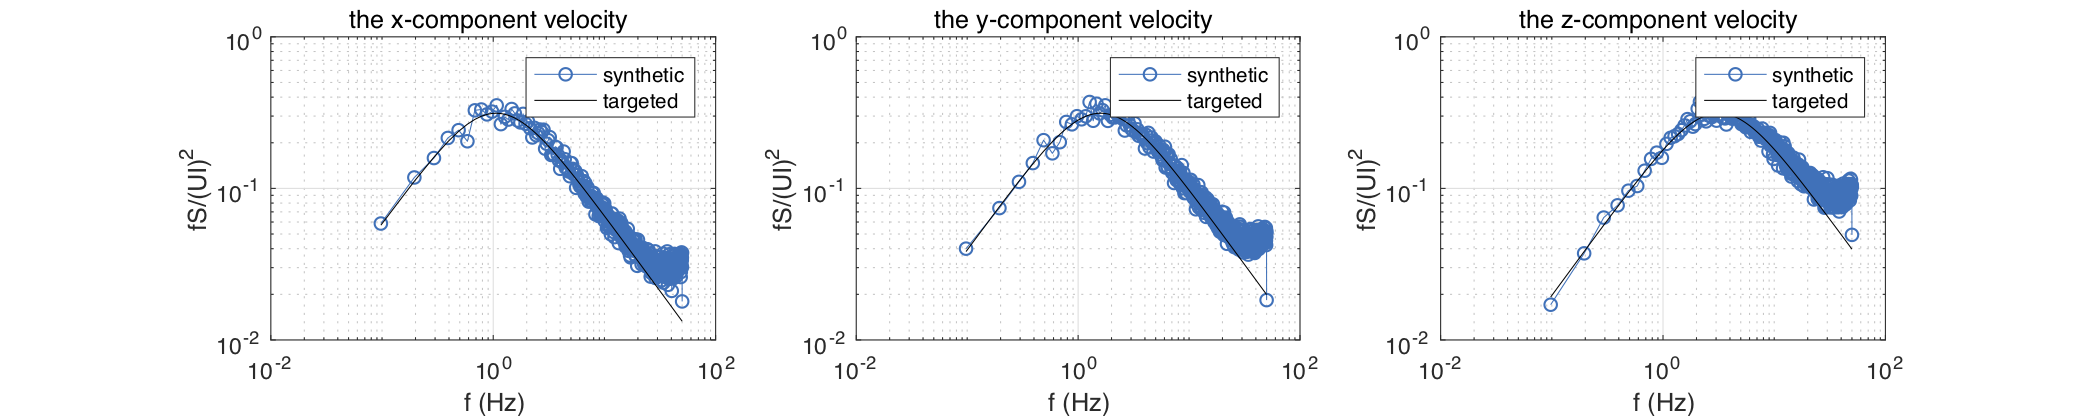 the x-component velocity
10^0
10^-1
10^-2
fS/(UI)^2
synthetic
targeted
10^-2
10^0
10^2
f (Hz)
the y-component velocity
10^0
10^-1
10^-2
fS/(UI)^2
synthetic
targeted
10^-2
10^0
10^2
f (Hz)
the z-component velocity
10^0
10^-1
10^-2
fS/(UI)^2
synthetic
targeted
10^-2
10^0
10^2
f (Hz)